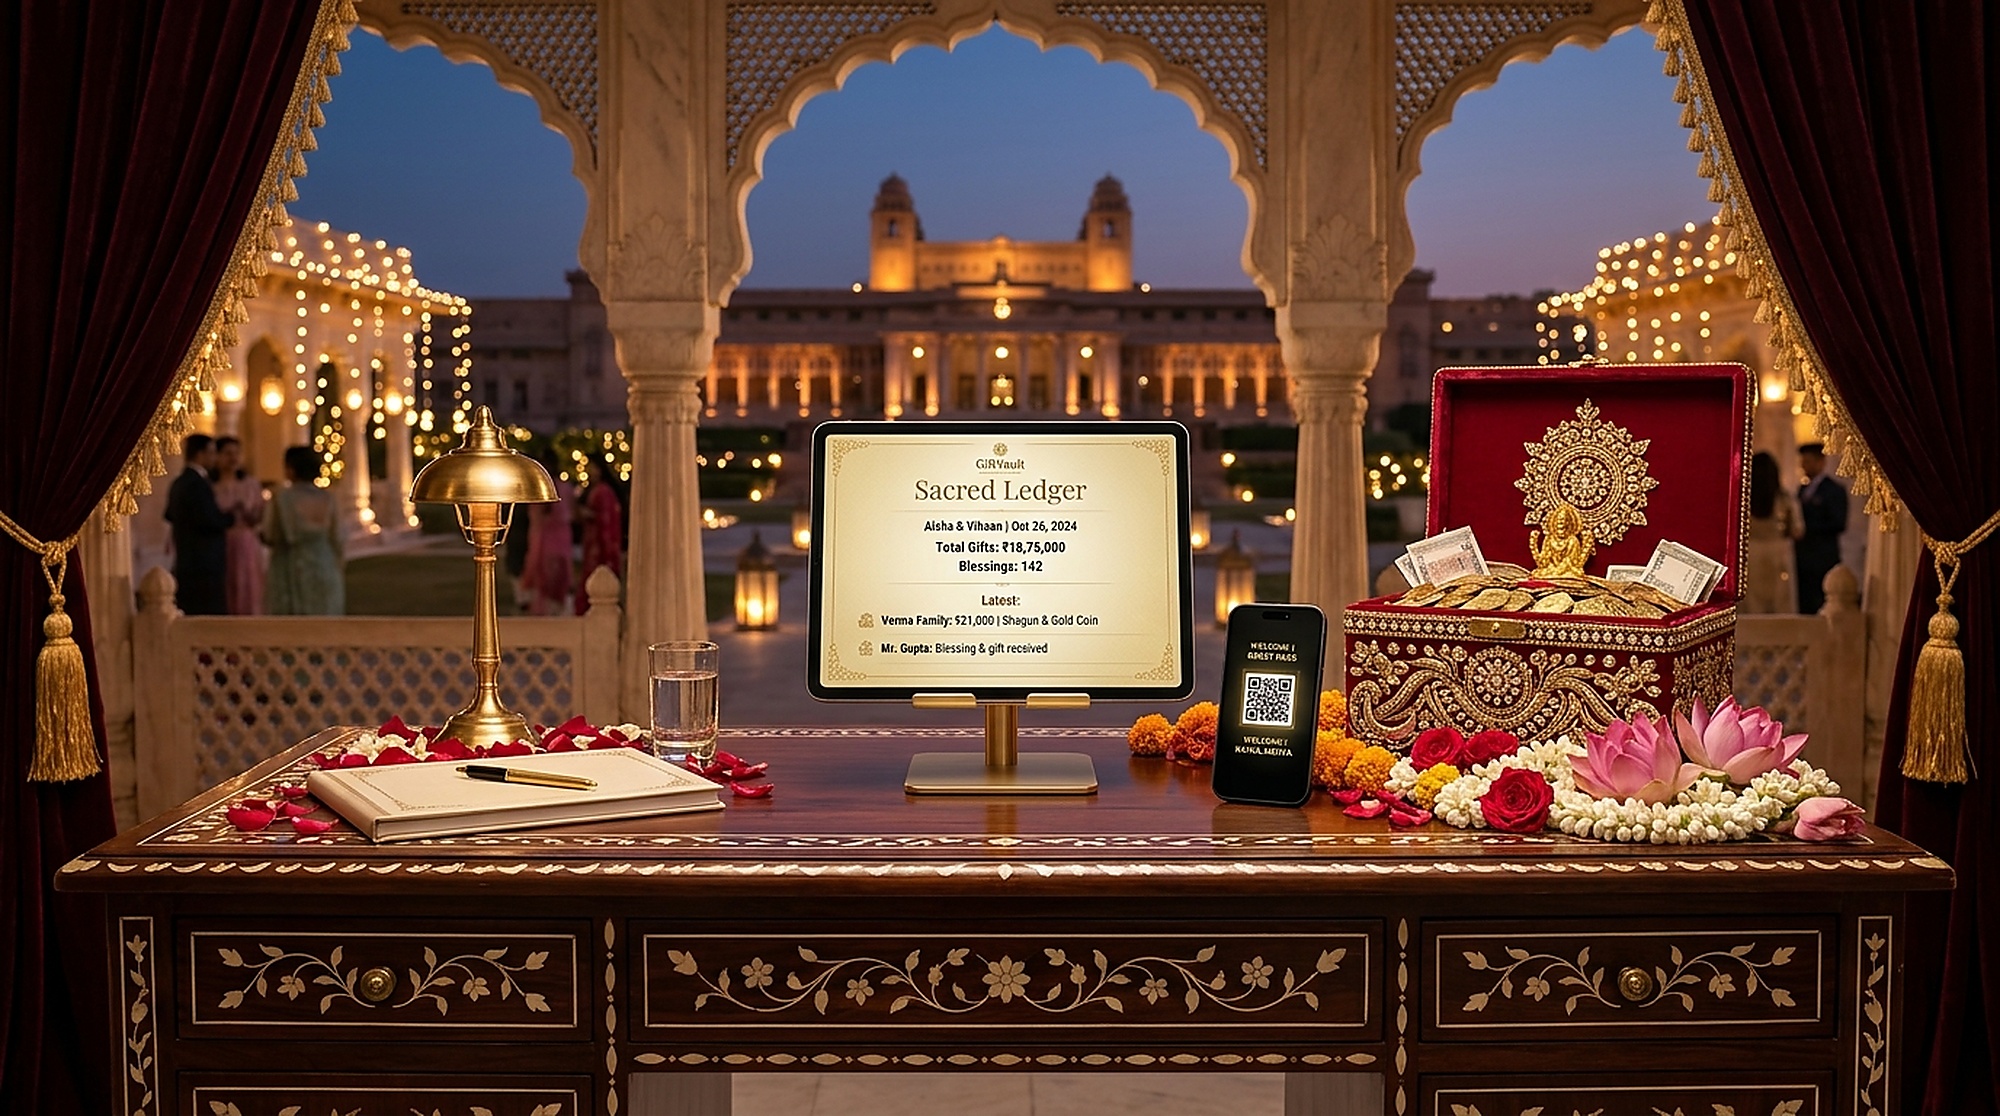 GiftVault
Sacred Ledger
Aisha & Vihaan | Oct 26, 2024
Total Gifts: ₹18,75,000
Blessings: 142
Latest:
Verma Family: ₹21,000 | Shagun & Gold Coin
Mr. Gupta: Blessing & gift received
WELCOME
WELCOME